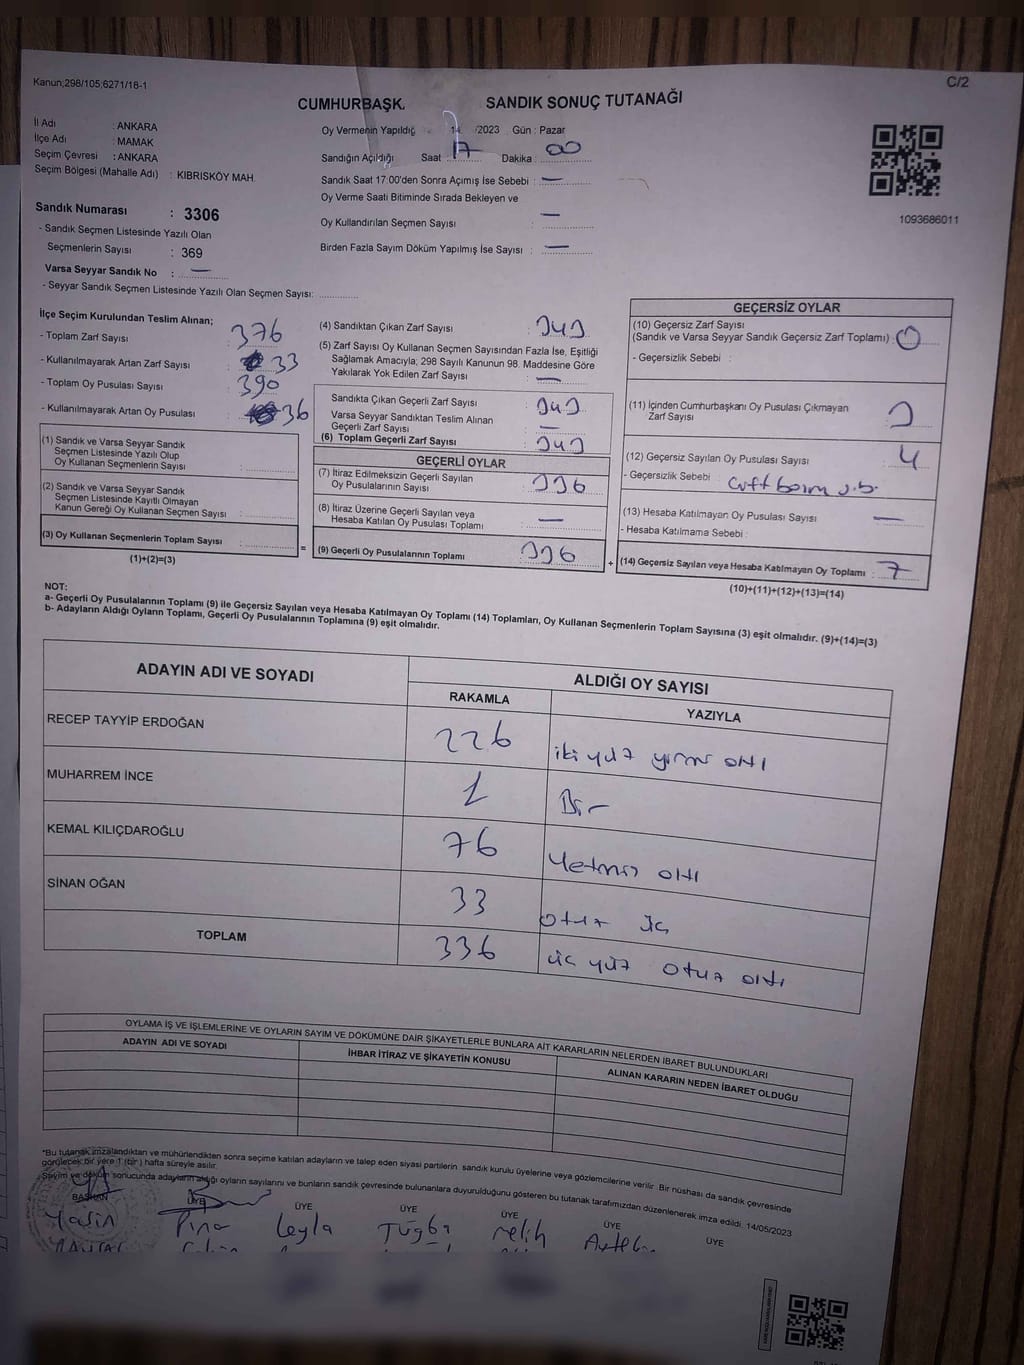 Kanun;298/105;6271/18-1
C/2
CUMHURBAŞK. SANDIK SONUÇ TUTANAĞI
İl Adı : ANKARA
İlçe Adı : MAMAK
Seçim Çevresi : ANKARA
Seçim Bölgesi (Mahalle Adı) : KIBRISKÖY MAH.
Sandık Numarası : 3306
- Sandık Seçmen Listesinde Yazılı Olan
Seçmenlerin Sayısı : 369
Varsa Seyyar Sandık No : —
- Seyyar Sandık Seçmen Listesinde Yazılı Olan Seçmen Sayısı:
Oy Vermenin Yapıldığ 14. /2023 Gün : Pazar
Sandığın Açıldığı Saat 17 Dakika : 00
Sandık Saat 17:00'den Sonra Açımış İse Sebebi : —
Oy Verme Saati Bitiminde Sırada Bekleyen ve
Oy Kullandırılan Seçmen Sayısı : —
Birden Fazla Sayım Döküm Yapılmış İse Sayısı : —
1093686011
İlçe Seçim Kurulundan Teslim Alınan;
- Toplam Zarf Sayısı : 376
- Kullanılmayarak Artan Zarf Sayısı : 33
- Toplam Oy Pusulası Sayısı : 390
- Kullanılmayarak Artan Oy Pusulası : 36
(1) Sandık ve Varsa Seyyar Sandık
Seçmen Listesinde Yazılı Olup
Oy Kullanan Seçmenlerin Sayısı :
(2) Sandık ve Varsa Seyyar Sandık
Seçmen Listesinde Kayıtlı Olmayan
Kanun Gereği Oy Kullanan Seçmen Sayısı :
(3) Oy Kullanan Seçmenlerin Toplam Sayısı :
(1)+(2)=(3)
=
(4) Sandıktan Çıkan Zarf Sayısı : 343
(5) Zarf Sayısı Oy Kullanan Seçmen Sayısından Fazla İse, Eşitliği
Sağlamak Amacıyla; 298 Sayılı Kanunun 98. Maddesine Göre
Yakılarak Yok Edilen Zarf Sayısı : —
Sandıkta Çıkan Geçerli Zarf Sayısı : 343
Varsa Seyyar Sandıktan Teslim Alınan
Geçerli Zarf Sayısı : —
(6) Toplam Geçerli Zarf Sayısı : 343
GEÇERLİ OYLAR
(7) İtiraz Edilmeksizin Geçerli Sayılan
Oy Pusulalarının Sayısı : 336
(8) İtiraz Üzerine Geçerli Sayılan veya
Hesaba Katılan Oy Pusulası Toplamı : —
(9) Geçerli Oy Pusulalarının Toplamı : 336
+
GEÇERSİZ OYLAR
(10) Geçersiz Zarf Sayısı
(Sandık ve Varsa Seyyar Sandık Geçersiz Zarf Toplamı) : 0
- Geçersizlik Sebebi :
(11) İçinden Cumhurbaşkanı Oy Pusulası Çıkmayan
Zarf Sayısı : 3
(12) Geçersiz Sayılan Oy Pusulası Sayısı : 4
- Geçersizlik Sebebi :
(13) Hesaba Katılmayan Oy Pusulası Sayısı : —
- Hesaba Katılmama Sebebi :
(14) Geçersiz Sayılan veya Hesaba Katılmayan Oy Toplamı : 7
(10)+(11)+(12)+(13)=(14)
NOT:
a- Geçerli Oy Pusulalarının Toplamı (9) ile Geçersiz Sayılan veya Hesaba Katılmayan Oy Toplamı (14) Toplamları, Oy Kullanan Seçmenlerin Toplam Sayısına (3) eşit olmalıdır. (9)+(14)=(3)
b- Adayların Aldığı Oyların Toplamı, Geçerli Oy Pusulalarının Toplamına (9) eşit olmalıdır.
ADAYIN ADI VE SOYADI ALDIĞI OY SAYISI
RAKAMLA YAZIYLA
RECEP TAYYİP ERDOĞAN 226 iki yüz yirmi altı
MUHARREM İNCE 1 Bir
KEMAL KILIÇDAROĞLU 76 Yetmiş altı
SİNAN OĞAN 33 otuz üç
TOPLAM 336 üç yüz otuz altı
OYLAMA İŞ VE İŞLEMLERİNE VE OYLARIN SAYIM VE DÖKÜMÜNE DAİR ŞİKAYETLERLE BUNLARA AİT KARARLARIN NELERDEN İBARET BULUNDUKLARI
ADAYIN ADI VE SOYADI İHBAR İTİRAZ VE ŞİKAYETİN KONUSU ALINAN KARARIN NEDEN İBARET OLDUĞU
*Bu tutanak imzalandıktan ve mühürlendikten sonra seçime katılan adayların ve talep eden siyasi partilerin sandık kurulu üyelerine veya gözlemcilerine verilir. Bir nüshası da sandık çevresinde
görülecek bir yere 1 (bir) hafta süreyle asılır.
Sayım ve döküm sonucunda adayların aldığı oyların sayılarını ve bunların sandık çevresinde bulunanlara duyurulduğunu gösteren bu tutanak tarafımızdan düzenlenerek imza edildi. 14/05/2023
BAŞKAN ÜYE ÜYE ÜYE ÜYE ÜYE ÜYE
Yasin Pınar Leyla Tuğba Melih